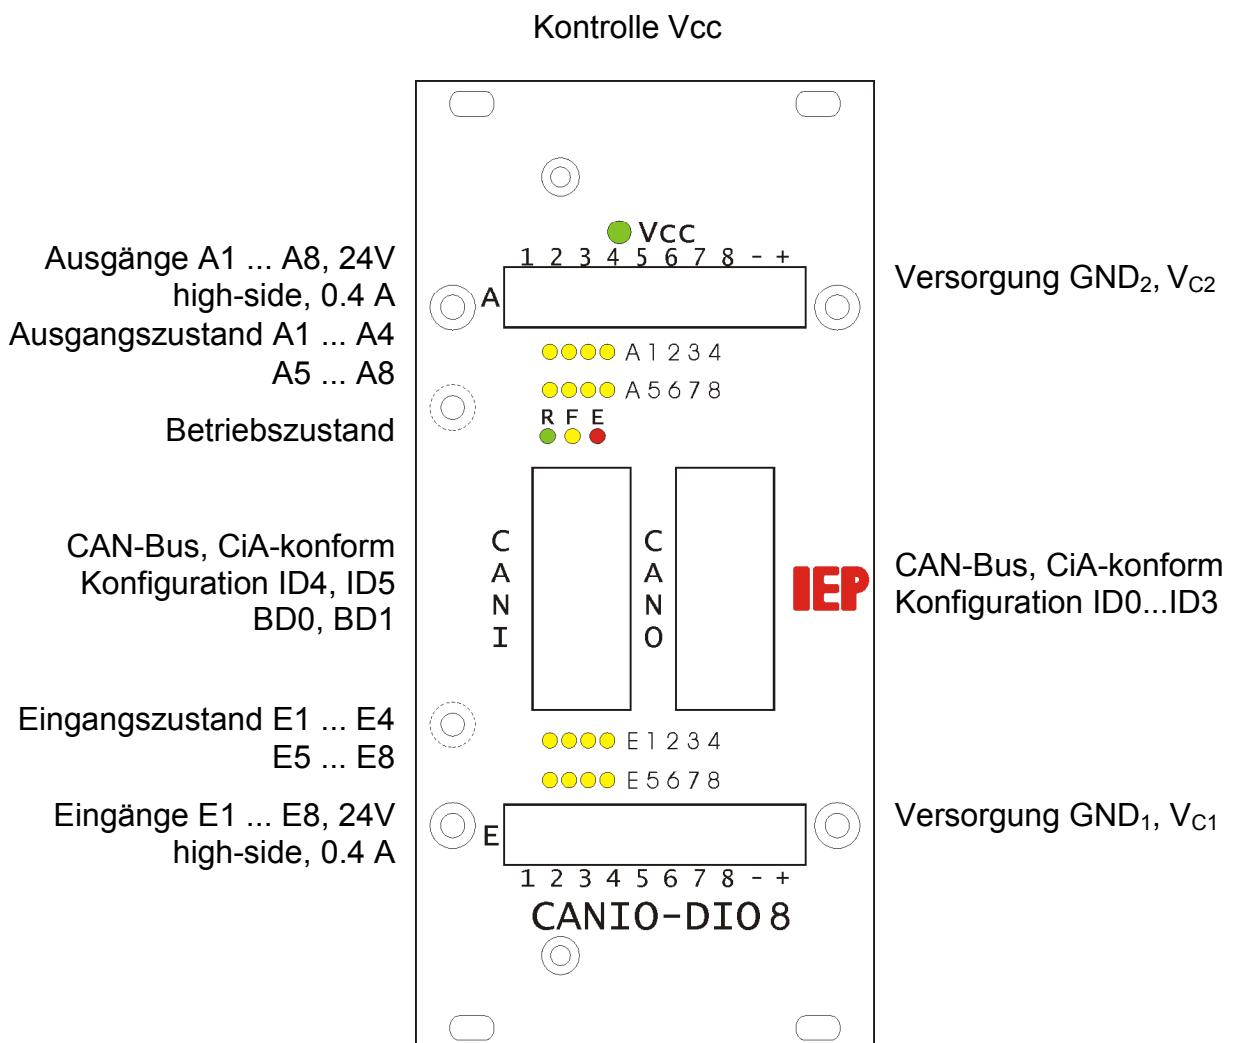 Kontrolle Vcc
Vcc
1 2 3 4 5 6 7 8 - +
Ausgänge A1 ... A8, 24V
high-side, 0.4 A
A
Versorgung GND₂, V_C2
Ausgangszustand A1 ... A4
A 1 2 3 4
A5 ... A8
A 5 6 7 8
Betriebszustand
R F E
CAN-Bus, CiA-konform
Konfiguration ID4, ID5
BD0, BD1
CANI
CANO
IEP
CAN-Bus, CiA-konform
Konfiguration ID0...ID3
Eingangszustand E1 ... E4
E 1 2 3 4
E5 ... E8
E 5 6 7 8
Eingänge E1 ... E8, 24V
high-side, 0.4 A
E
Versorgung GND₁, V_C1
1 2 3 4 5 6 7 8 - +
CANIO-DIO 8